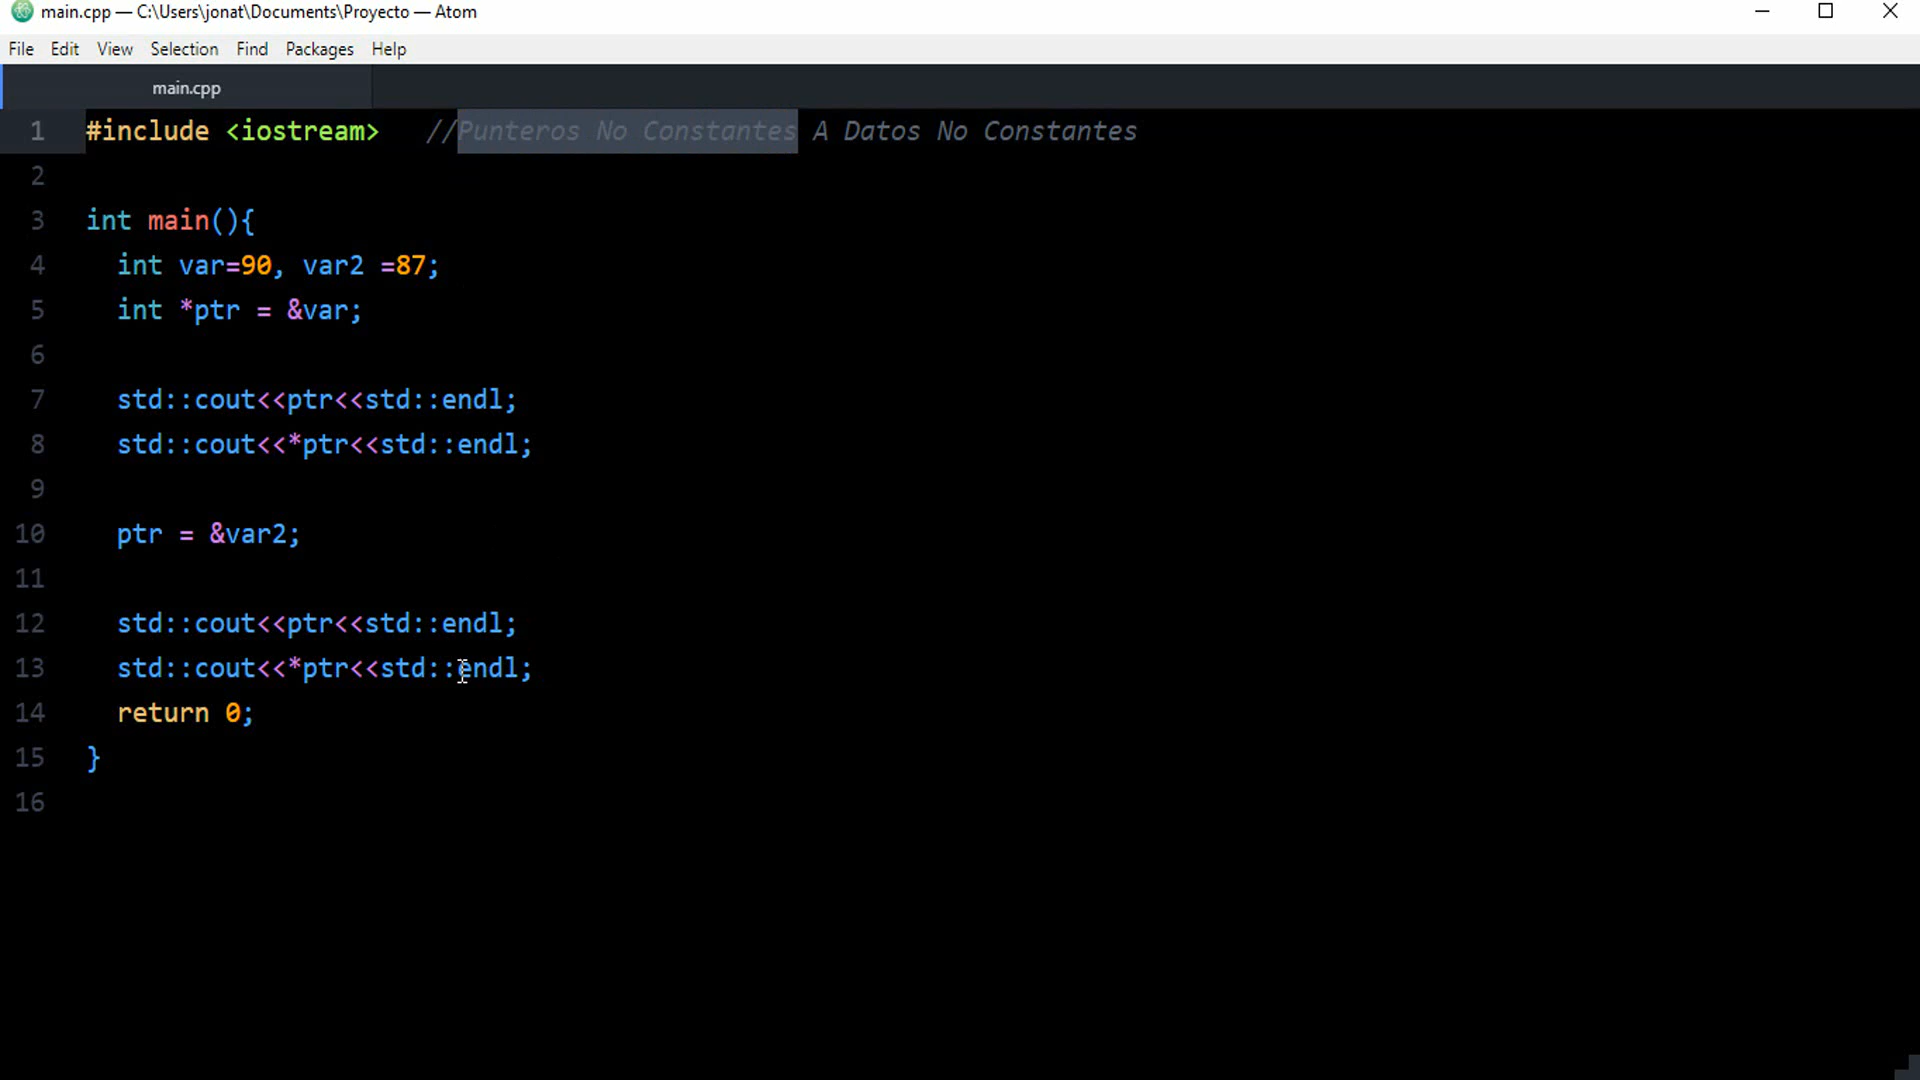 main.cpp — C:\Users\jonat\Documents\Proyecto — Atom
File Edit View Selection Find Packages Help
main.cpp
1 #include <iostream> //Punteros No Constantes A Datos No Constantes
2
3 int main(){
4 int var=90, var2 =87;
5 int *ptr = &var;
6
7 std::cout<<ptr<<std::endl;
8 std::cout<<*ptr<<std::endl;
9
10 ptr = &var2;
11
12 std::cout<<ptr<<std::endl;
13 std::cout<<*ptr<<std::endl;
14 return 0;
15 }
16